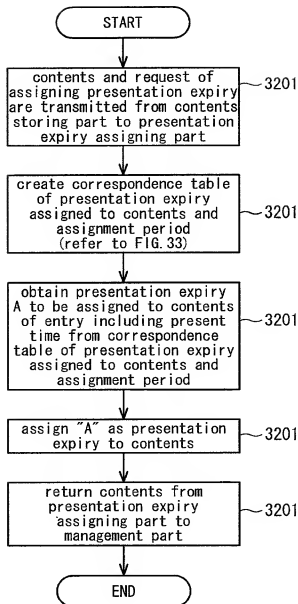 START
contents and request of
assigning presentation expiry
are transmitted from contents
storing part to presentation
expiry assigning part
3201
create correspondence table
of presentation expiry
assigned to contents and
assignment period
(refer to FIG. 33)
3201
obtain presentation expiry
A to be assigned to contents
of entry including present
time from correspondence
table of presentation expiry
assigned to contents and
assignment period
3201
assign "A" as presentation
expiry to contents
3201
return contents from
presentation expiry
assigning part to
management part
3201
END